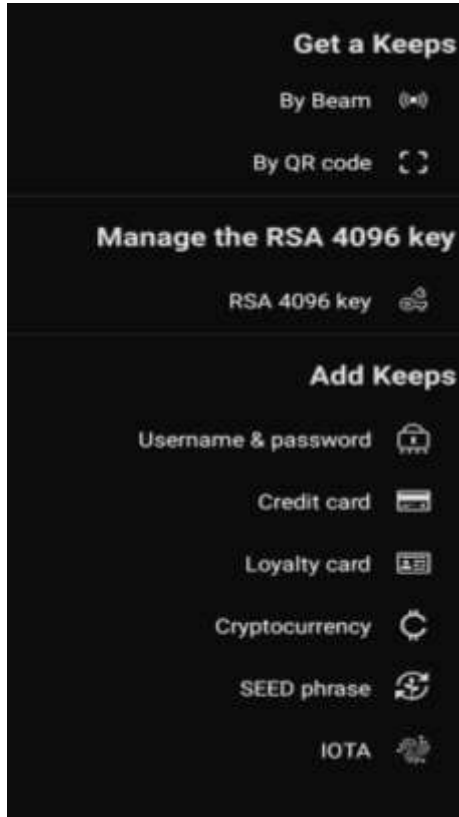 Get a Keeps
By Beam
By QR code
Manage the RSA 4096 key
RSA 4096 key
Add Keeps
Username & password
Credit card
Loyalty card
Cryptocurrency
SEED phrase
IOTA